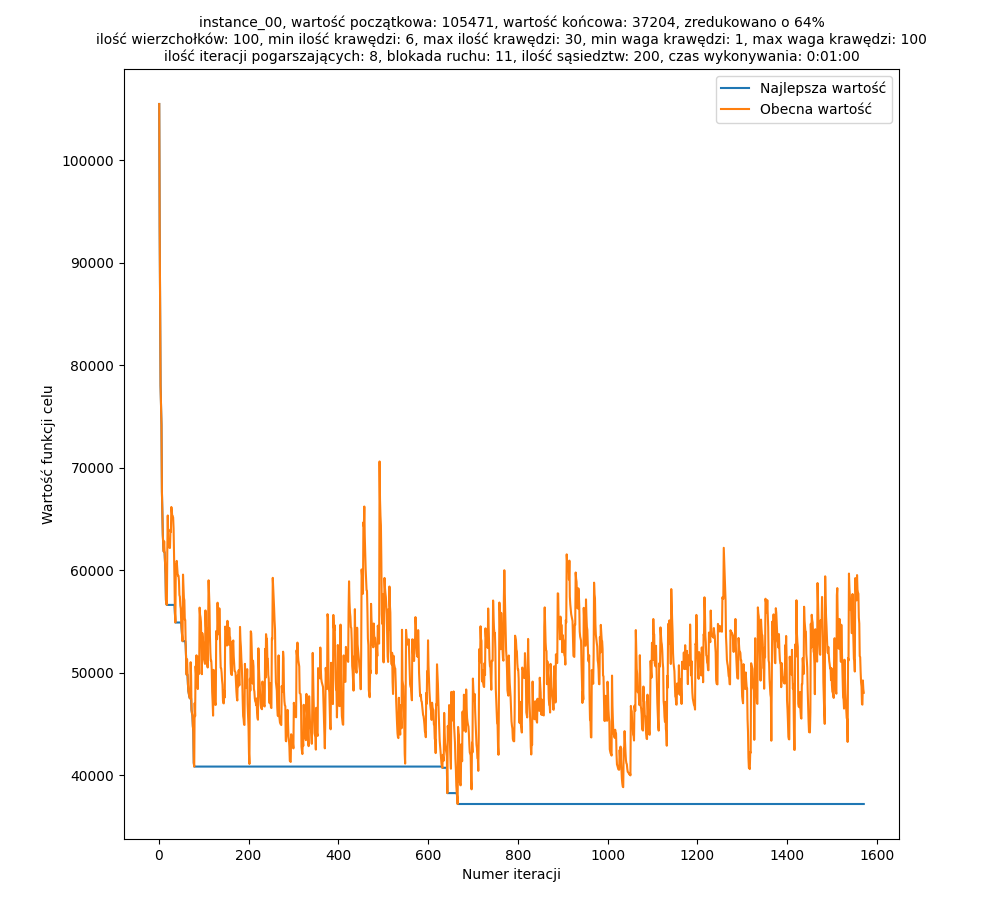 instance_00, wartość początkowa: 105471, wartość końcowa: 37204, zredukowano o 64%
ilość wierzchołków: 100, min ilość krawędzi: 6, max ilość krawędzi: 30, min waga krawędzi: 1, max waga krawędzi: 100
ilość iteracji pogarszających: 8, blokada ruchu: 11, ilość sąsiedztw: 200, czas wykonywania: 0:01:00
Najlepsza wartość
Obecna wartość
100000
90000
80000
70000
60000
50000
40000
Wartość funkcji celu
0
200
400
600
800
1000
1200
1400
1600
Numer iteracji